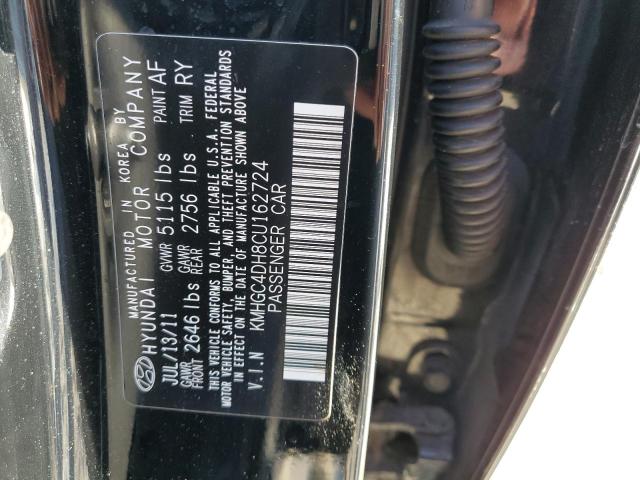 MANUFACTURED IN KOREA BY
HYUNDAI MOTOR COMPANY
JUL/13/11 GVWR 5115 lbs PAINT AF
GAWR FRONT 2646 lbs GAWR REAR 2756 lbs TRIM RY
THIS VEHICLE CONFORMS TO ALL APPLICABLE U.S.A. FEDERAL
MOTOR VEHICLE SAFETY, BUMPER, AND THEFT PREVENTION STANDARDS
IN EFFECT ON THE DATE OF MANUFACTURE SHOWN ABOVE
V.I.N KMHGC4DH8CU162724
PASSENGER CAR